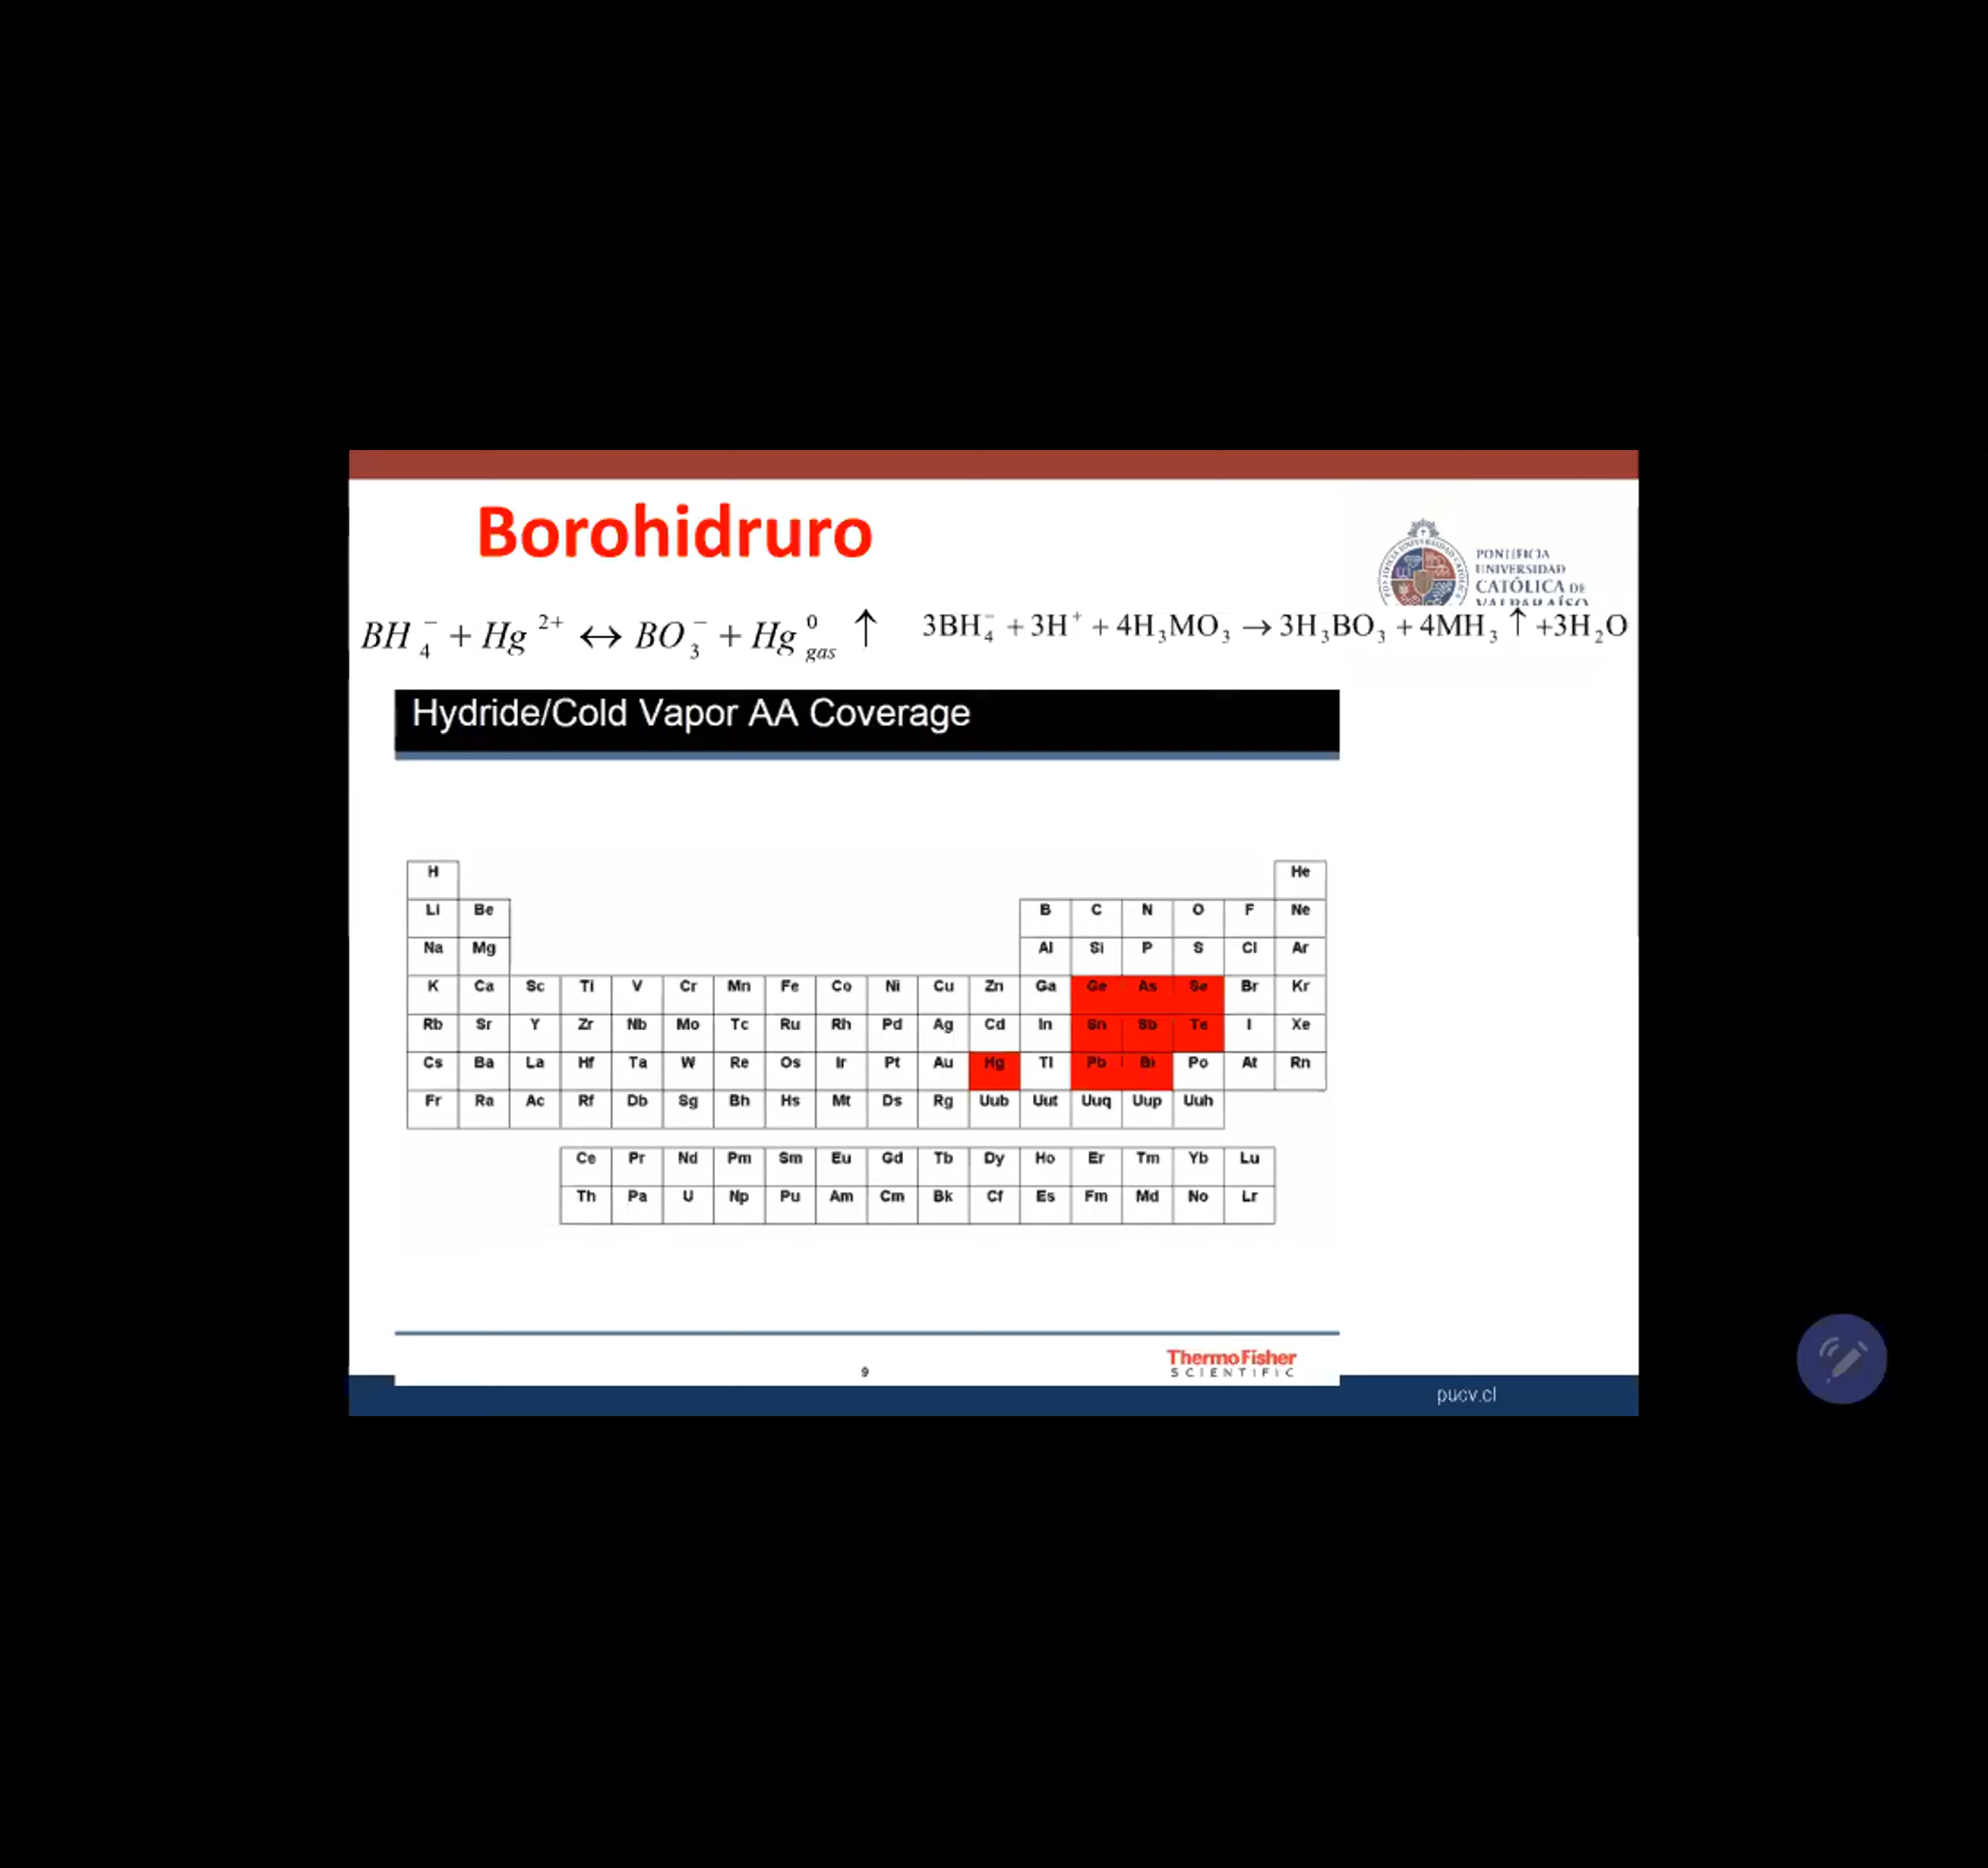 Borohidruro
PONTIFICIA
UNIVERSIDAD
CATÓLICA DE
VALPARAÍSO
BH₄⁻ + Hg²⁺ ↔ BO₃⁻ + Hg⁰gas ↑
3BH₄⁻ + 3H⁺ + 4H₃MO₃ → 3H₃BO₃ + 4MH₃ ↑ +3H₂O
Hydride/Cold Vapor AA Coverage
H He
Li Be B C N O F Ne
Na Mg Al Si P S Cl Ar
K Ca Sc Ti V Cr Mn Fe Co Ni Cu Zn Ga Ge As Se Br Kr
Rb Sr Y Zr Nb Mo Tc Ru Rh Pd Ag Cd In Sn Sb Te I Xe
Cs Ba La Hf Ta W Re Os Ir Pt Au Hg Tl Pb Bi Po At Rn
Fr Ra Ac Rf Db Sg Bh Hs Mt Ds Rg Uub Uut Uuq Uup Uuh
Ce Pr Nd Pm Sm Eu Gd Tb Dy Ho Er Tm Yb Lu
Th Pa U Np Pu Am Cm Bk Cf Es Fm Md No Lr
9
ThermoFisher
SCIENTIFIC
pucv.cl